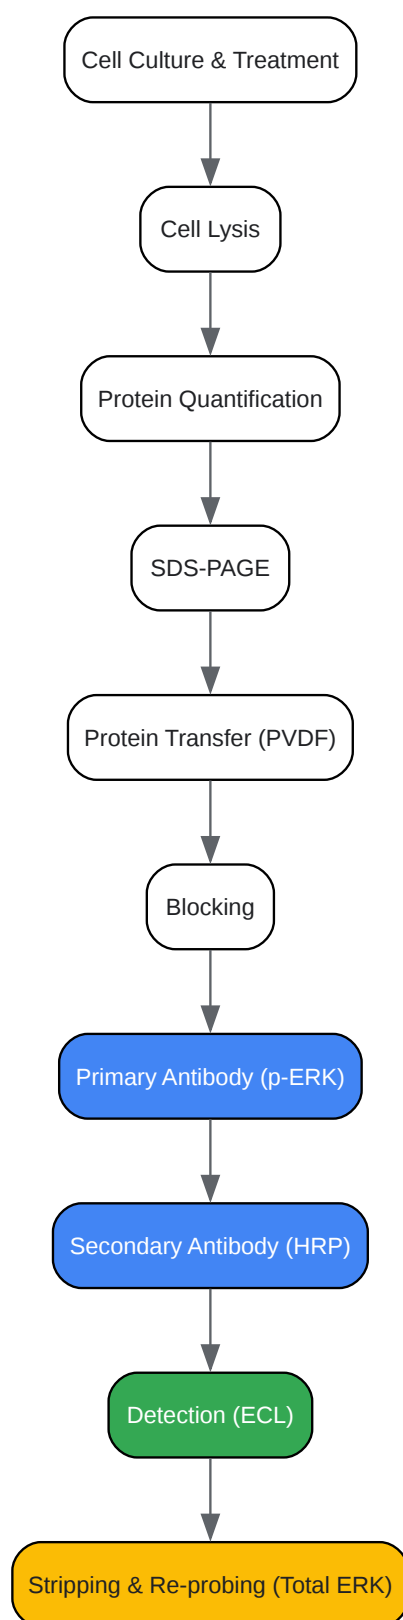 Cell Culture & Treatment
Cell Lysis
Protein Quantification
SDS-PAGE
Protein Transfer (PVDF)
Blocking
Primary Antibody (p-ERK)
Secondary Antibody (HRP)
Detection (ECL)
Stripping & Re-probing (Total ERK)